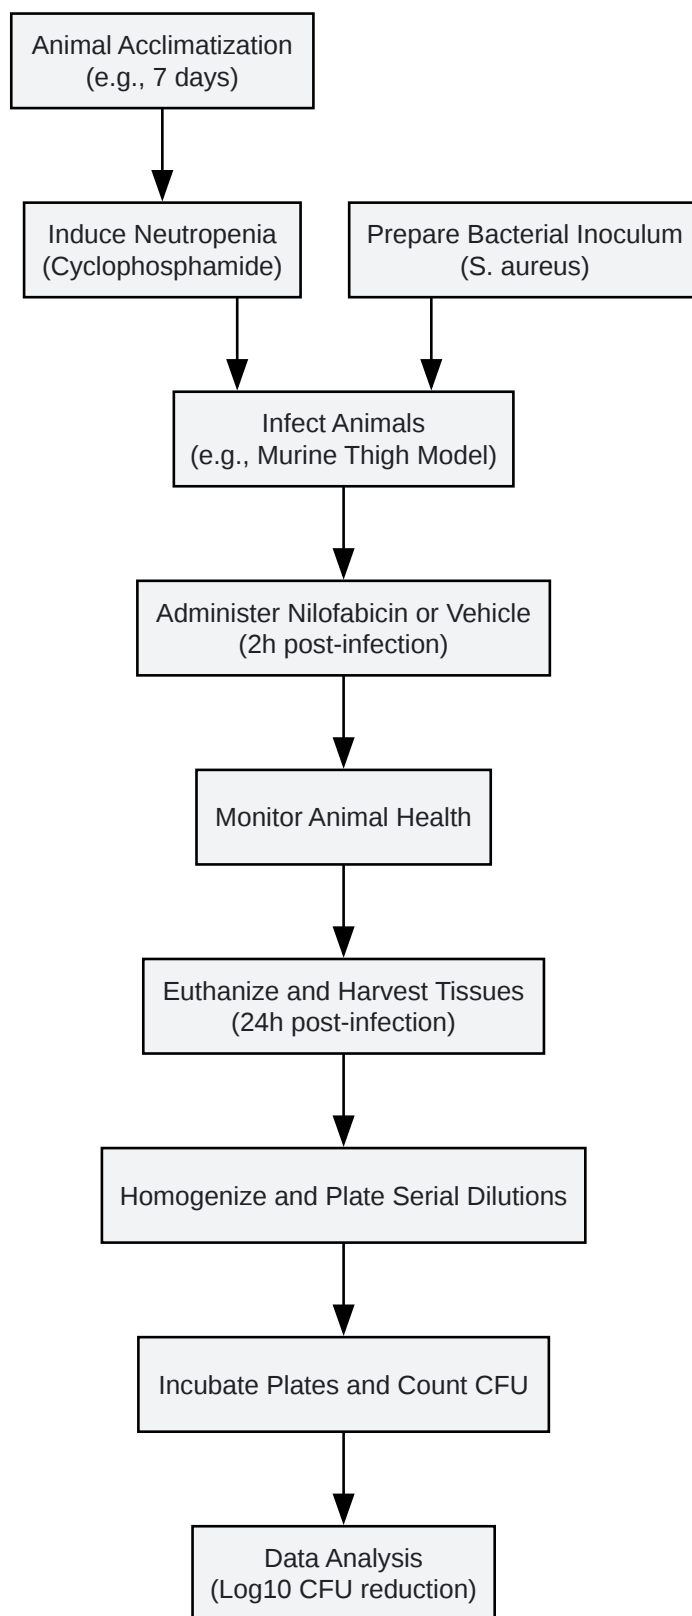 Animal Acclimatization
(e.g., 7 days)
Induce Neutropenia
(Cyclophosphamide)
Prepare Bacterial Inoculum
(S. aureus)
Infect Animals
(e.g., Murine Thigh Model)
Administer Nilofabicin or Vehicle
(2h post-infection)
Monitor Animal Health
Euthanize and Harvest Tissues
(24h post-infection)
Homogenize and Plate Serial Dilutions
Incubate Plates and Count CFU
Data Analysis
(Log10 CFU reduction)